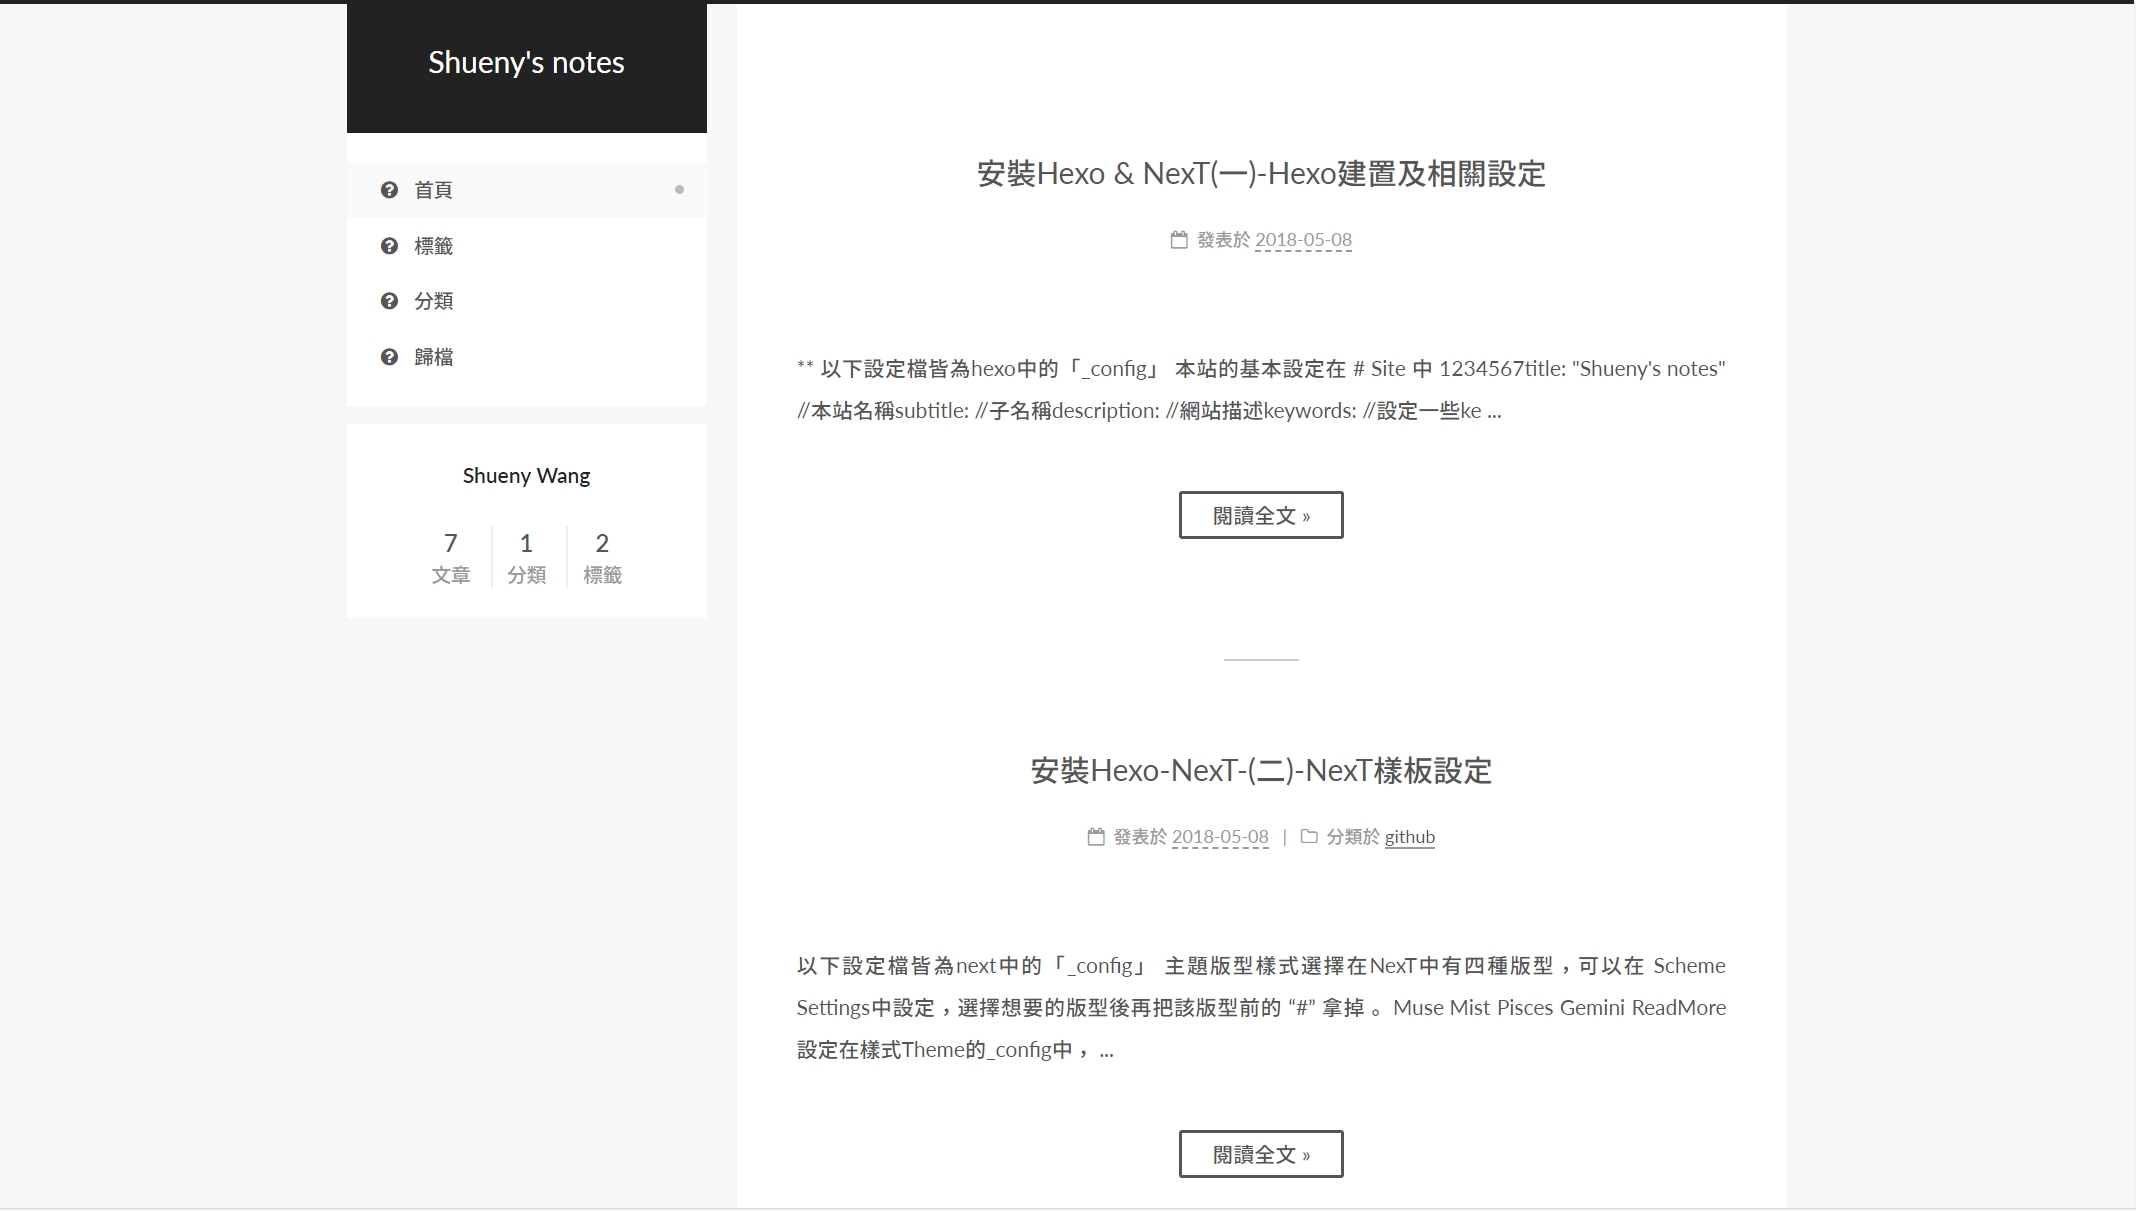 Shueny's notes
首頁
標籤
分類
歸檔
Shueny Wang
7
文章
1
分類
2
標籤
安裝Hexo & NexT(一)-Hexo建置及相關設定
發表於 2018-05-08
** 以下設定檔皆為hexo中的「_config」 本站的基本設定在 # Site 中 1234567title: "Shueny's notes"
//本站名稱subtitle: //子名稱description: //網站描述keywords: //設定一些ke ...
閱讀全文 »
安裝Hexo-NexT-(二)-NexT樣板設定
發表於 2018-05-08 | 分類於 github
以下設定檔皆為next中的「_config」 主題版型樣式選擇在NexT中有四種版型，可以在 Scheme
Settings中設定，選擇想要的版型後再把該版型前的 “#” 拿掉 。Muse Mist Pisces Gemini ReadMore
設定在樣式Theme的_config中， ...
閱讀全文 »